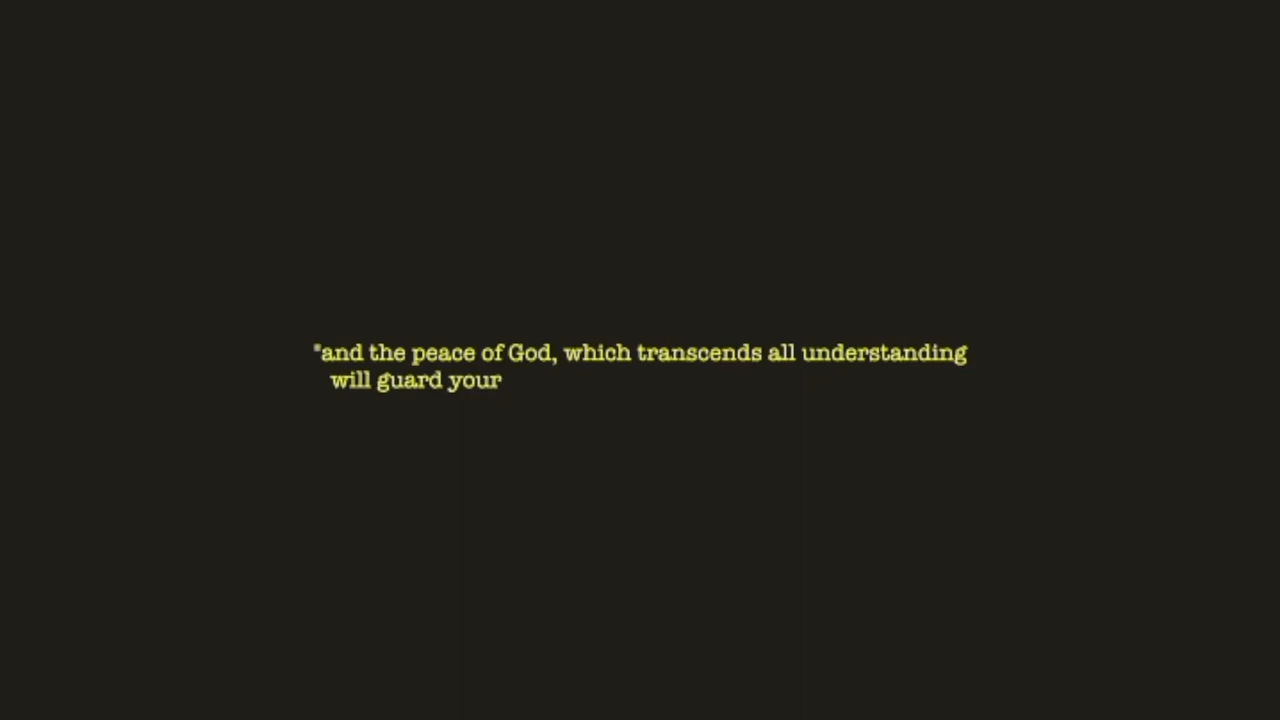 "and the peace of God, which transcends all understanding
will guard your